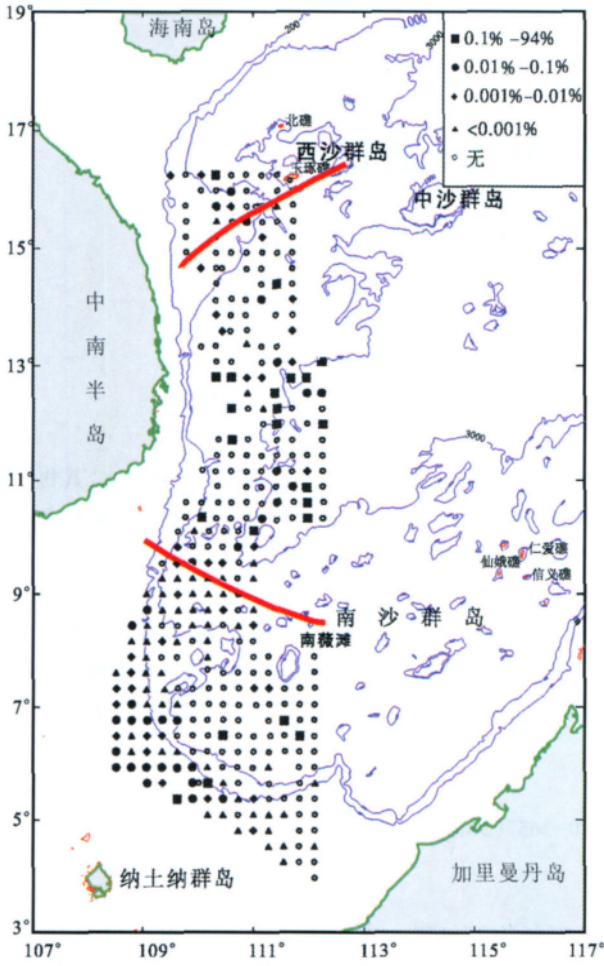 19°
17°
15°
13°
11°
9°
7°
5°
3°
107°
109°
111°
113°
115°
117°
0.1% -94%
0.01% -0.1%
0.001%-0.01%
<0.001%
无
海南岛
200
1000
3000
北礁
西沙群岛
玉琢礁
中沙群岛
中南半岛
3000
仁爱礁
仙娥礁
信义礁
南沙群岛
南薇滩
纳土纳群岛
加里曼丹岛